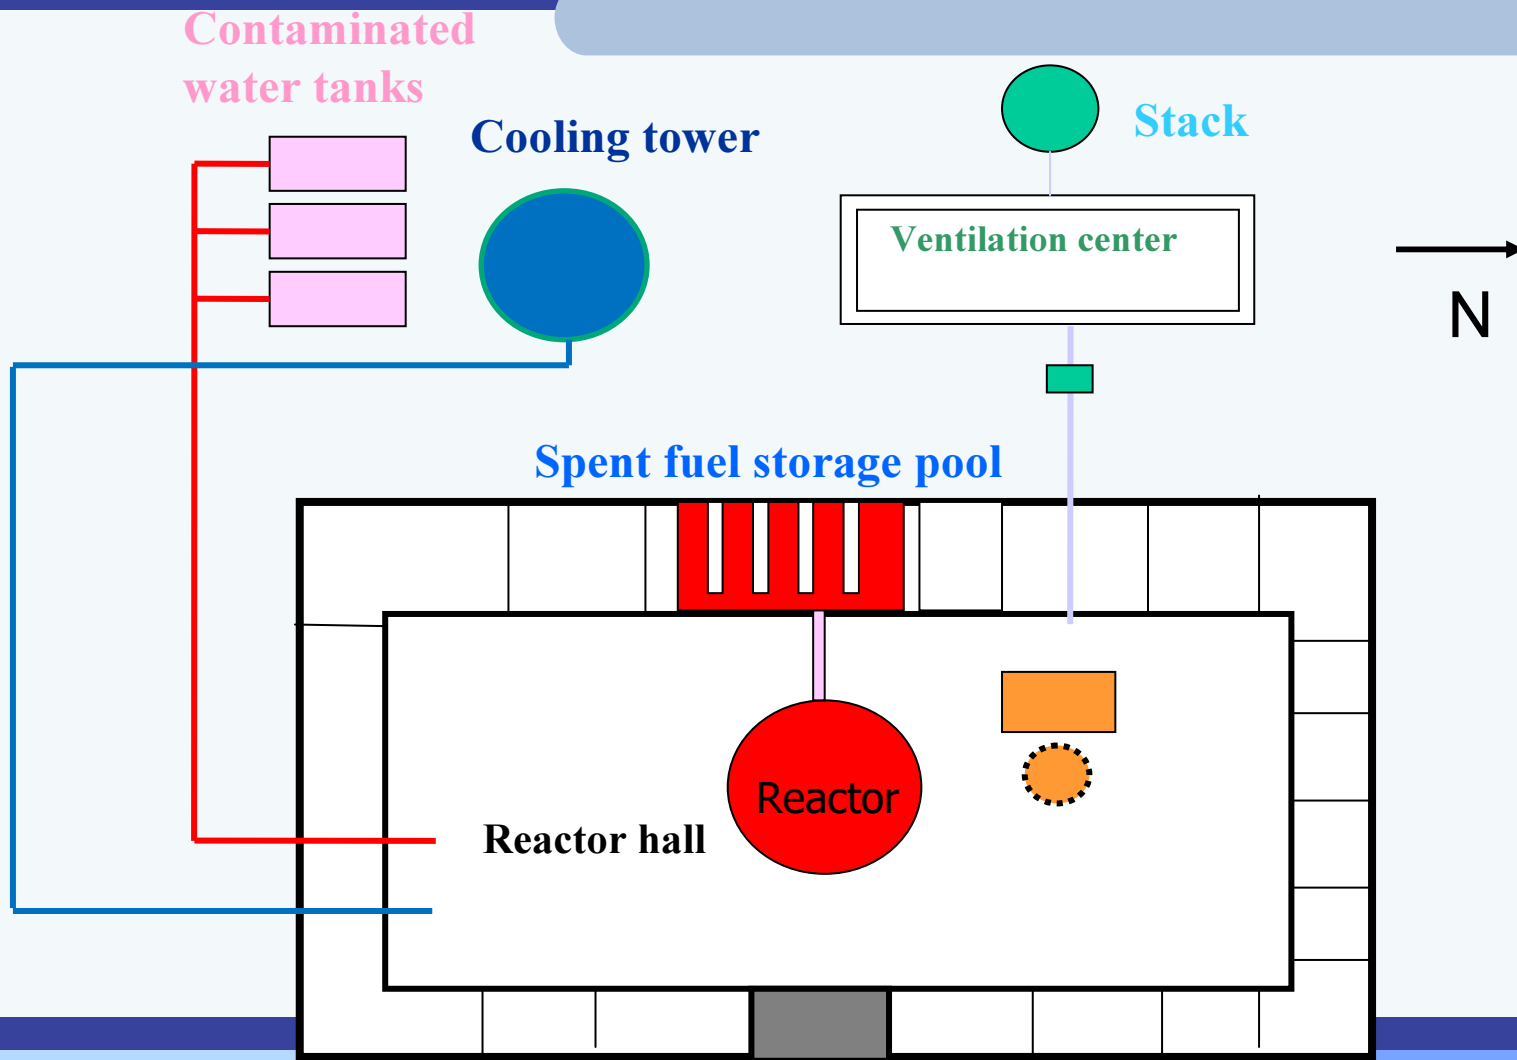 Contaminated
water tanks
Cooling tower
Stack
Ventilation center
N
Spent fuel storage pool
Reactor
Reactor hall